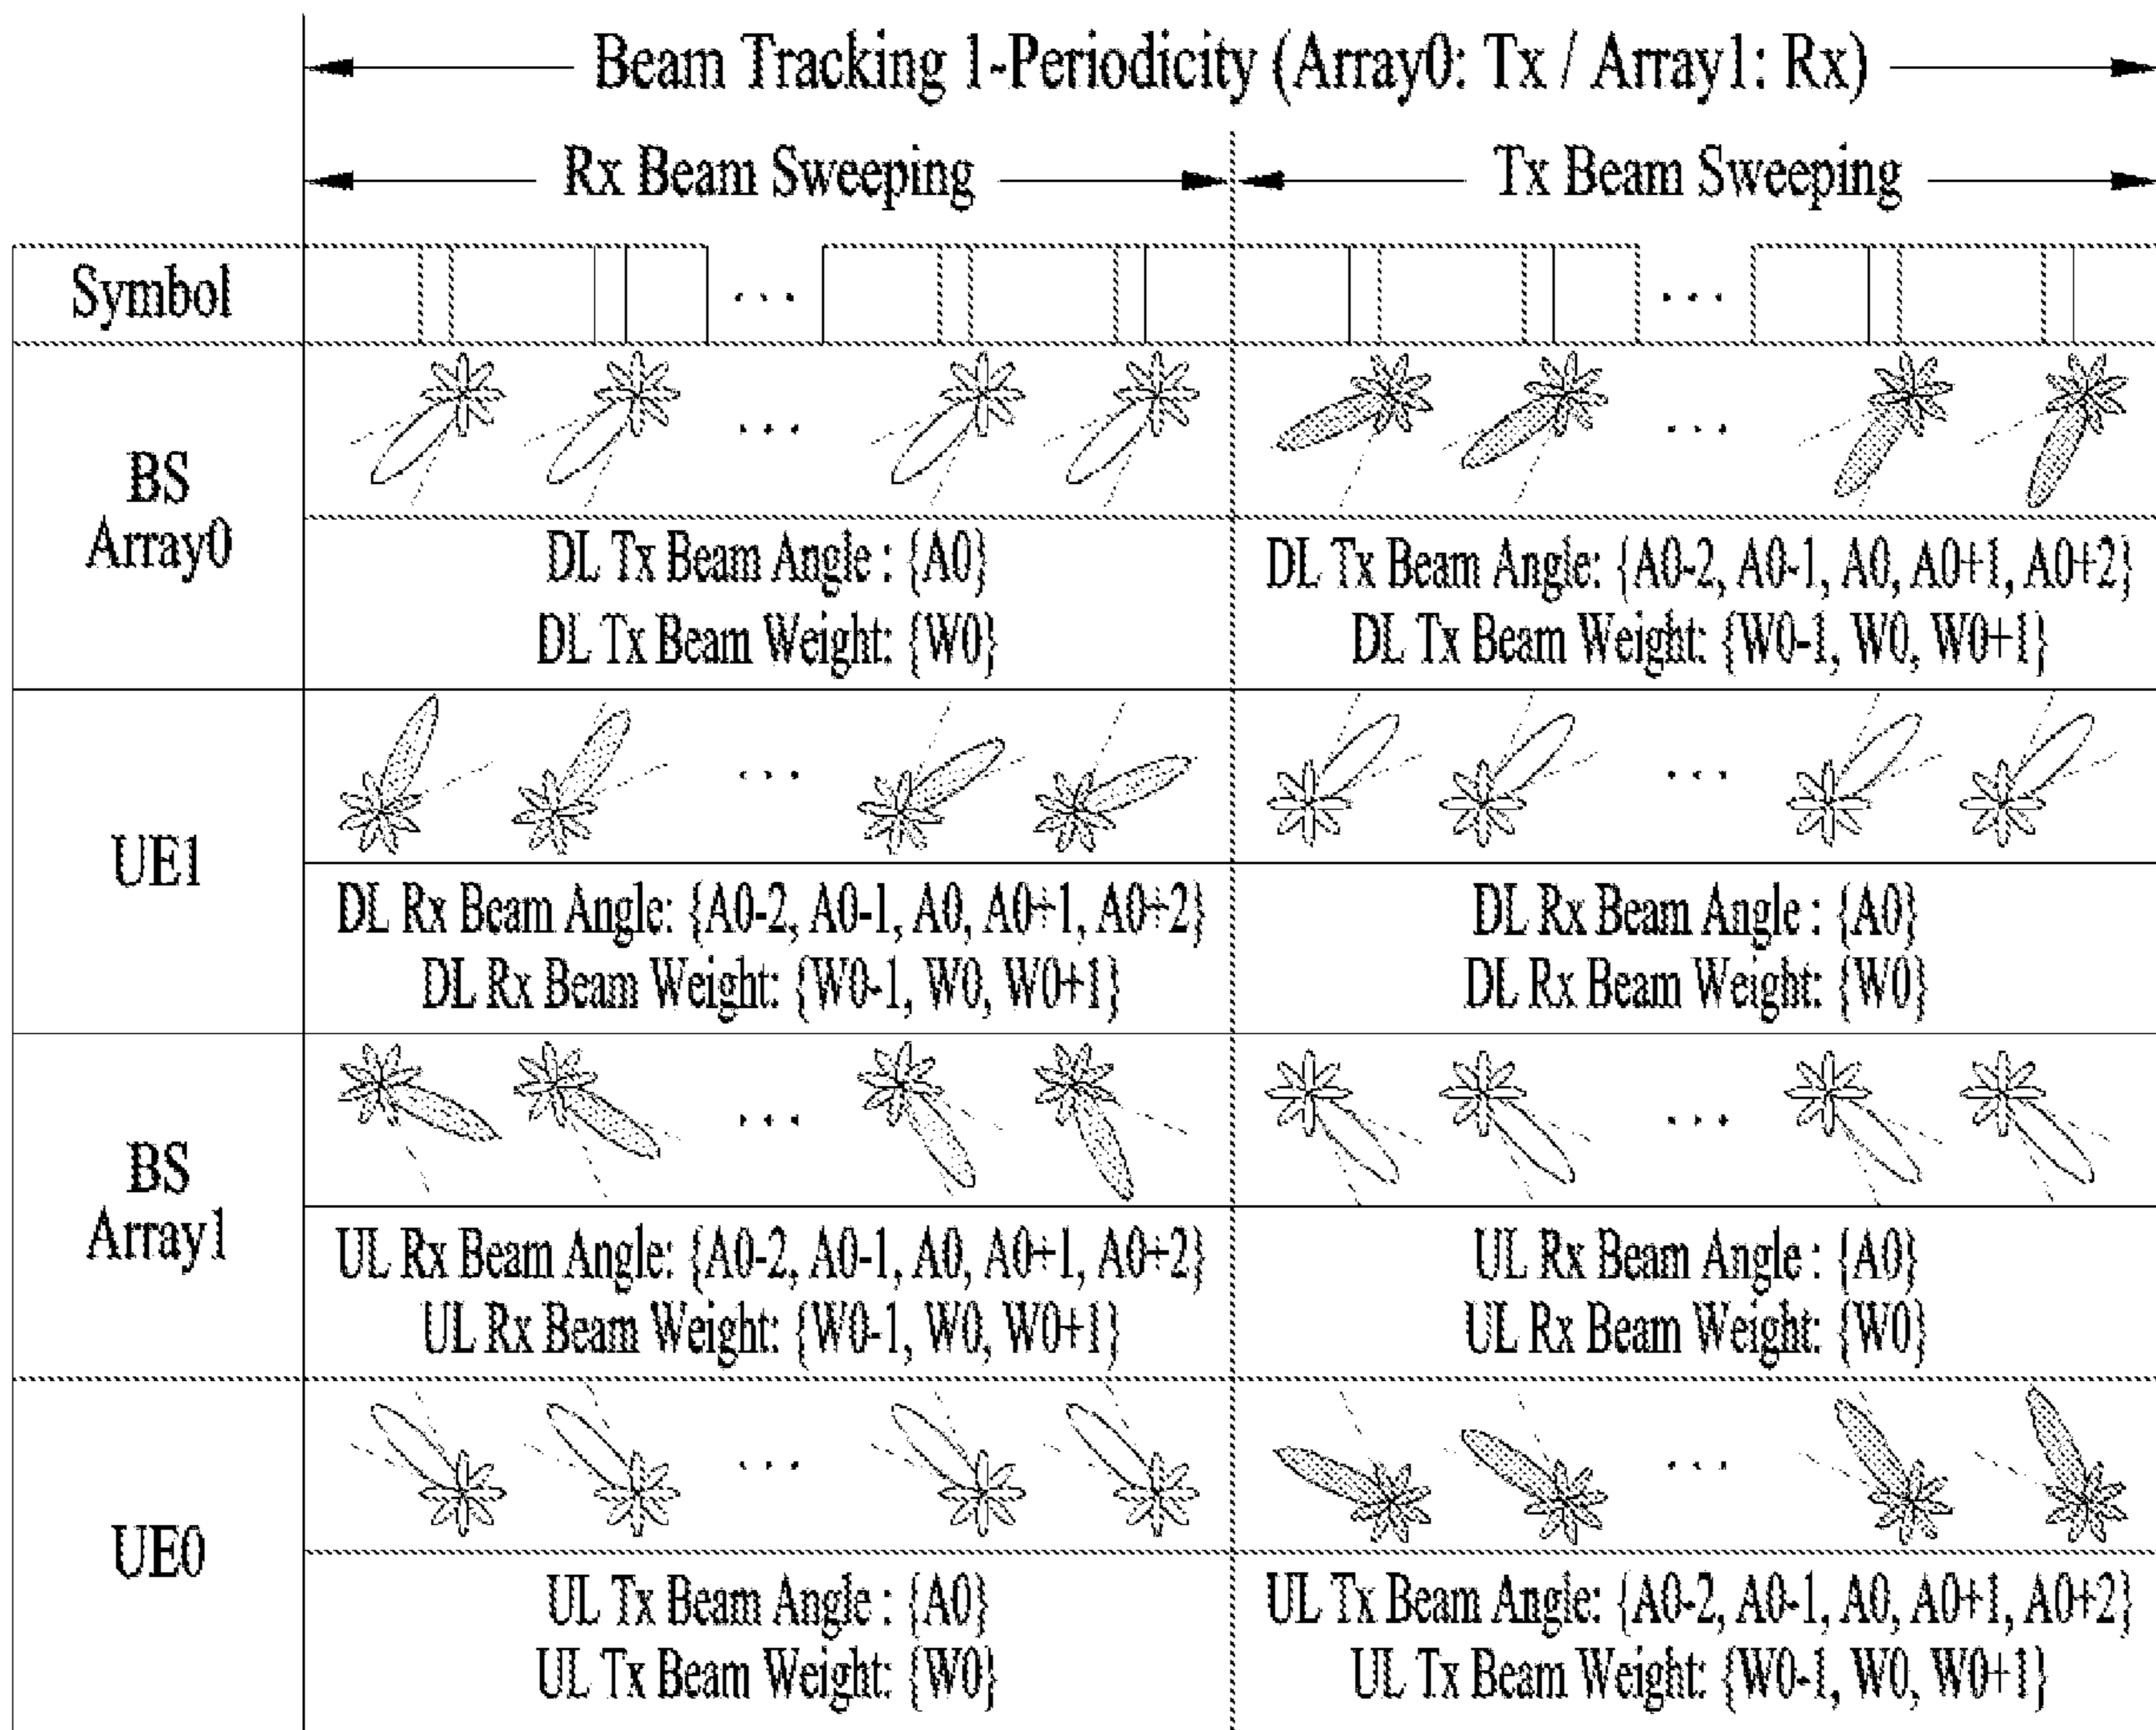 Beam Tracking 1-Periodicity (Array0: Tx / Array1: Rx)
Rx Beam Sweeping
Tx Beam Sweeping
Symbol
...
...
BS
Array0
...
...
DL Tx Beam Angle : {A0}
DL Tx Beam Weight: {W0}
DL Tx Beam Angle: {A0-2, A0-1, A0, A0+1, A0+2}
DL Tx Beam Weight: {W0-1, W0, W0+1}
UE1
...
...
DL Rx Beam Angle: {A0-2, A0-1, A0, A0+1, A0+2}
DL Rx Beam Weight: {W0-1, W0, W0+1}
DL Rx Beam Angle : {A0}
DL Rx Beam Weight: {W0}
BS
Array1
...
...
UL Rx Beam Angle: {A0-2, A0-1, A0, A0+1, A0+2}
UL Rx Beam Weight: {W0-1, W0, W0+1}
UL Rx Beam Angle : {A0}
UL Rx Beam Weight: {W0}
UE0
...
...
UL Tx Beam Angle : {A0}
UL Tx Beam Weight: {W0}
UL Tx Beam Angle: {A0-2, A0-1, A0, A0+1, A0+2}
UL Tx Beam Weight: {W0-1, W0, W0+1}